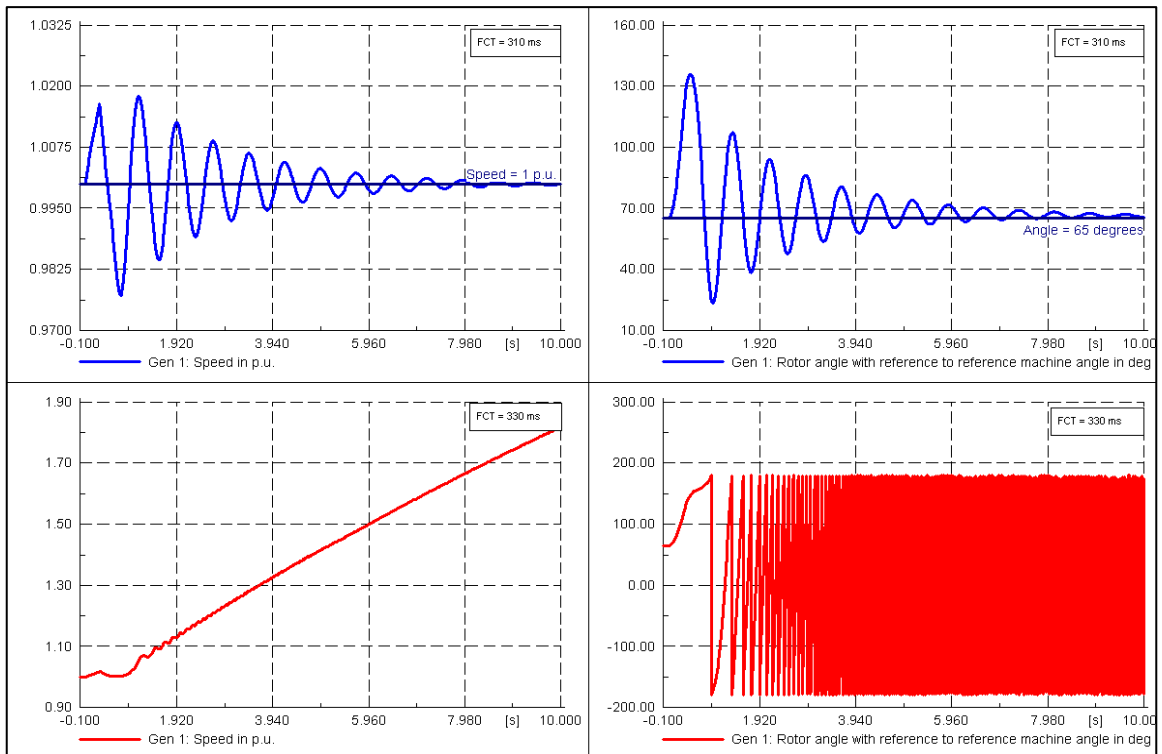 1.0325
FCT = 310 ms
1.0200
1.0075
Speed = 1 p.u.
0.9950
0.9825
0.9700
-0.100 1.920 3.940 5.960 7.980 [s] 10.000
Gen 1: Speed in p.u.
160.00
FCT = 310 ms
130.00
100.00
70.00
Angle = 65 degrees
40.00
10.00
-0.100 1.920 3.940 5.960 7.980 [s] 10.000
Gen 1: Rotor angle with reference to reference machine angle in deg
1.90
FCT = 330 ms
1.70
1.50
1.30
1.10
0.90
-0.100 1.920 3.940 5.960 7.980 [s] 10.000
Gen 1: Speed in p.u.
300.00
FCT = 330 ms
200.00
100.00
0.00
-100.00
-200.00
-0.100 1.920 3.940 5.960 7.980 [s] 10.000
Gen 1: Rotor angle with reference to reference machine angle in deg